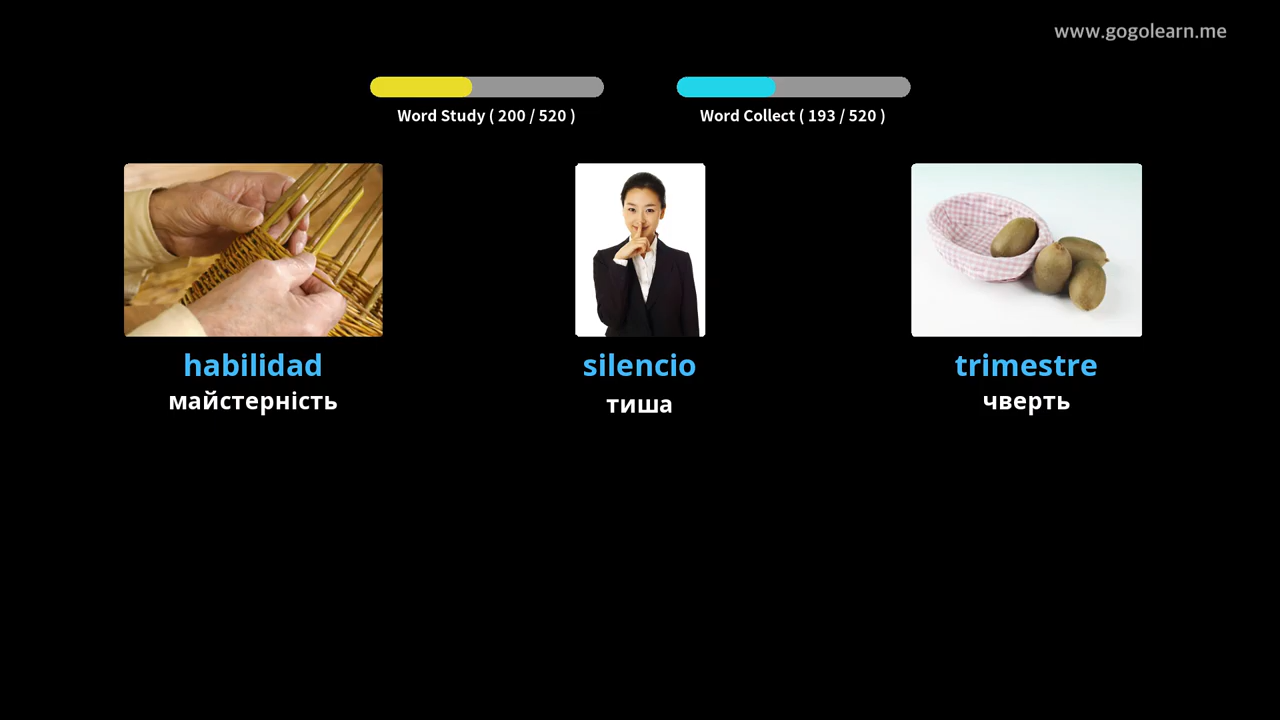 www.gogolearn.me
Word Study ( 200 / 520 )
Word Collect ( 193 / 520 )
habilidad
майстерність
silencio
тиша
trimestre
чверть